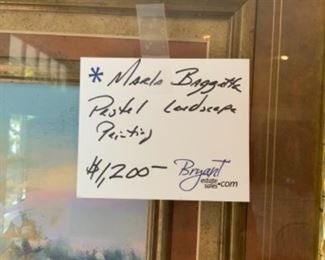 * Marla Baggetta
Pastel Landscape
Painting
$1,200—
Bryant
estate
sales.com